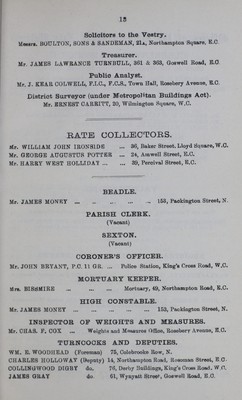 13
Solicitors to the Vestry.
Messrs. BOULTON, SONS & SANDEMAN, 21A, Northampton Square, E.C.
Treasurer.
Mr. JAMES LAWRANCE TURNBULL, 361 & 363, Goswell Road, E.C
Public Analyst.
Mr. J. KEAR COLWELL, F.I.C., F.C.S., Town Hall, Rosebery Avenue, E.C.
District Surveyor (under Metropolitan Buildings Act).
Mr. ERNEST CARRITT, 20, Wilmington Square, W.C.
RATE COLLECTORS.
Mr. WILLIAM JOHN IRONSIDE ... 36, Baker Street, Lloyd Square, W.C.
Mr. GEORGE AUGUSTUS POTTER ... 24, Amwell Street, E.C.
Mr. HARRY WEST HOLLIDAY ... ... 39, Percival Street, E.C.
BEADLE.
Mr. JAMES MONEY ... ... ... ... ... 153, Packington Street, N.
PARISH CLERK.
(Vacant)
SEXTON.
(Vacant)
CORONER'S OFFICER.
Mr. JOHN BRYANT, P.C. 11 GR. ... Police Station, King's Cross Road, W.C.
MORTUARY KEEPER.
Mrs. BIRSMIRE ... ... ... ... Mortuary, 49, Northampton Road, E.C.
HIGH CONSTABLE.
Mr. JAMES MONEY ... ... ... ... ... 153, Packington Street, N.
INSPECTOR OF WEIGHTS AND MEASURES.
Mr. CHAS. F. COX ... Weights and Measures Office, Rosebery Avenue, E.C.
TURNCOCKS AND DEPUTIES.
WM. E. WOODHEAD (Foreman) 75, Colebrooke Row, N.
CHARLES HOLLOWAY (Deputy) 14, Northampton Road, Rosoman Street, E.C.
COLLINGWOOD DIGBY do. 76, Derby Buildings, King's Cross Road, W.C.
JAMES GRAY do. 51, Wynyatt Street, Goswell Road, E.C.